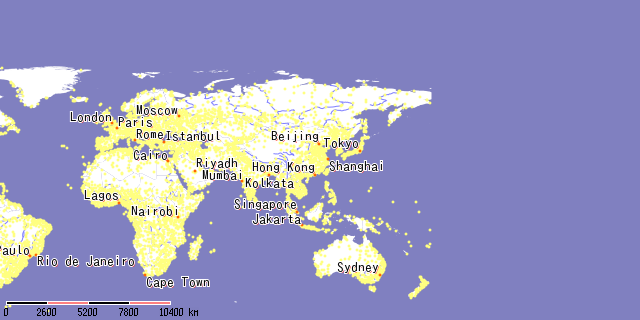 Moscow
London
Paris
Rome
Istanbul
Beijing
Tokyo
Cairo
Riyadh
Hong Kong
Shanghai
Mumbai
Kolkata
Lagos
Nairobi
Singapore
Jakarta
Paulo
Rio de Janeiro
Sydney
Cape Town
0 2600 5200 7800 10400 km